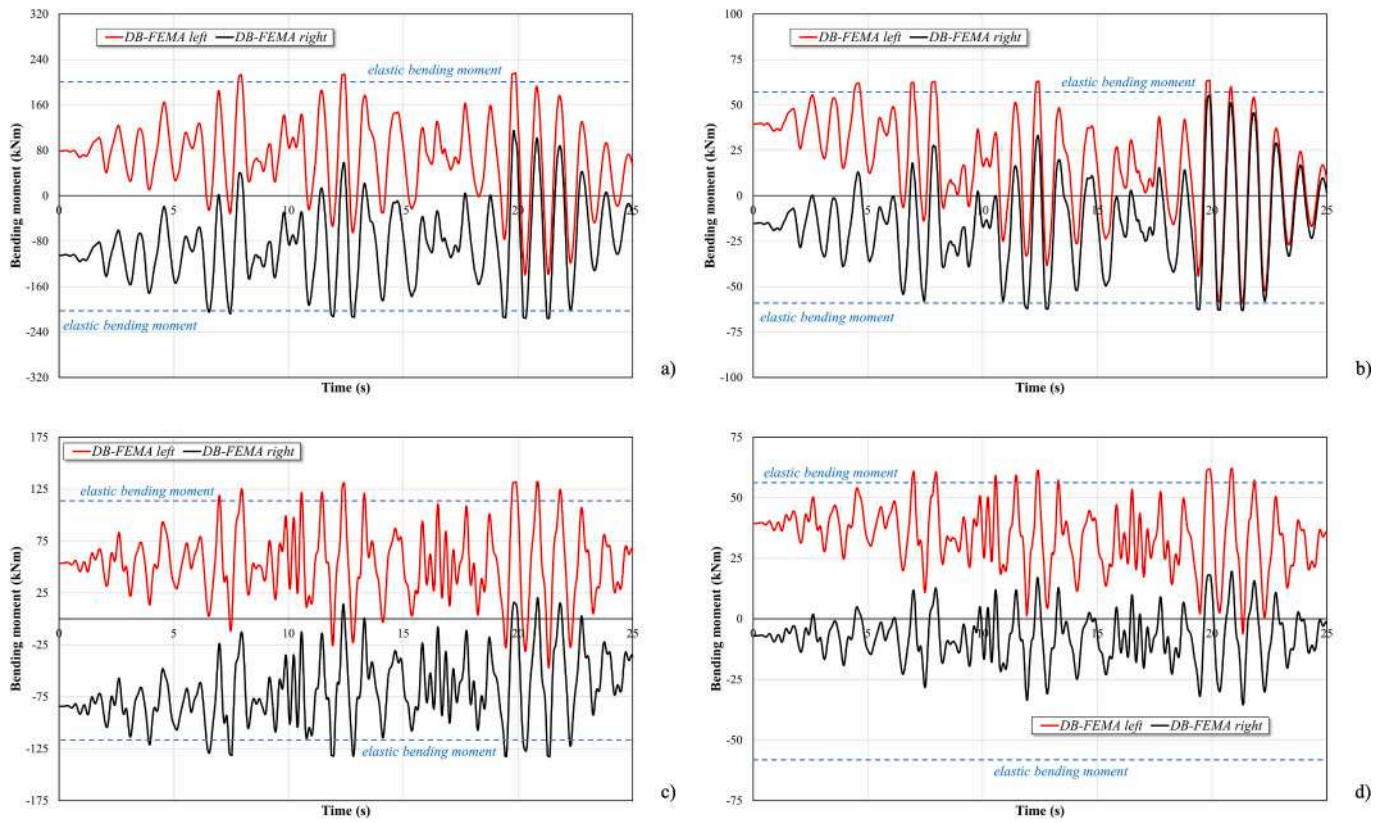 320
240
160
80
0
-80
-160
-240
-320
Bending moment (kNm)
DB-FEMA left DB-FEMA right
elastic bending moment
0 5 10 15 20 25
elastic bending moment
Time (s)
a)
100
75
50
25
0
-25
-50
-75
-100
Bending moment (kNm)
DB-FEMA left DB-FEMA right
elastic bending moment
0 5 10 15 20 25
elastic bending moment
Time (s)
b)
175
125
75
25
-25
-75
-125
-175
Bending moment (kNm)
DB-FEMA left DB-FEMA right
elastic bending moment
0 5 10 15 20 25
elastic bending moment
Time (s)
c)
75
50
25
0
-25
-50
-75
Bending moment (kNm)
elastic bending moment
0 5 10 15 20 25
DB-FEMA left DB-FEMA right
elastic bending moment
Time (s)
d)